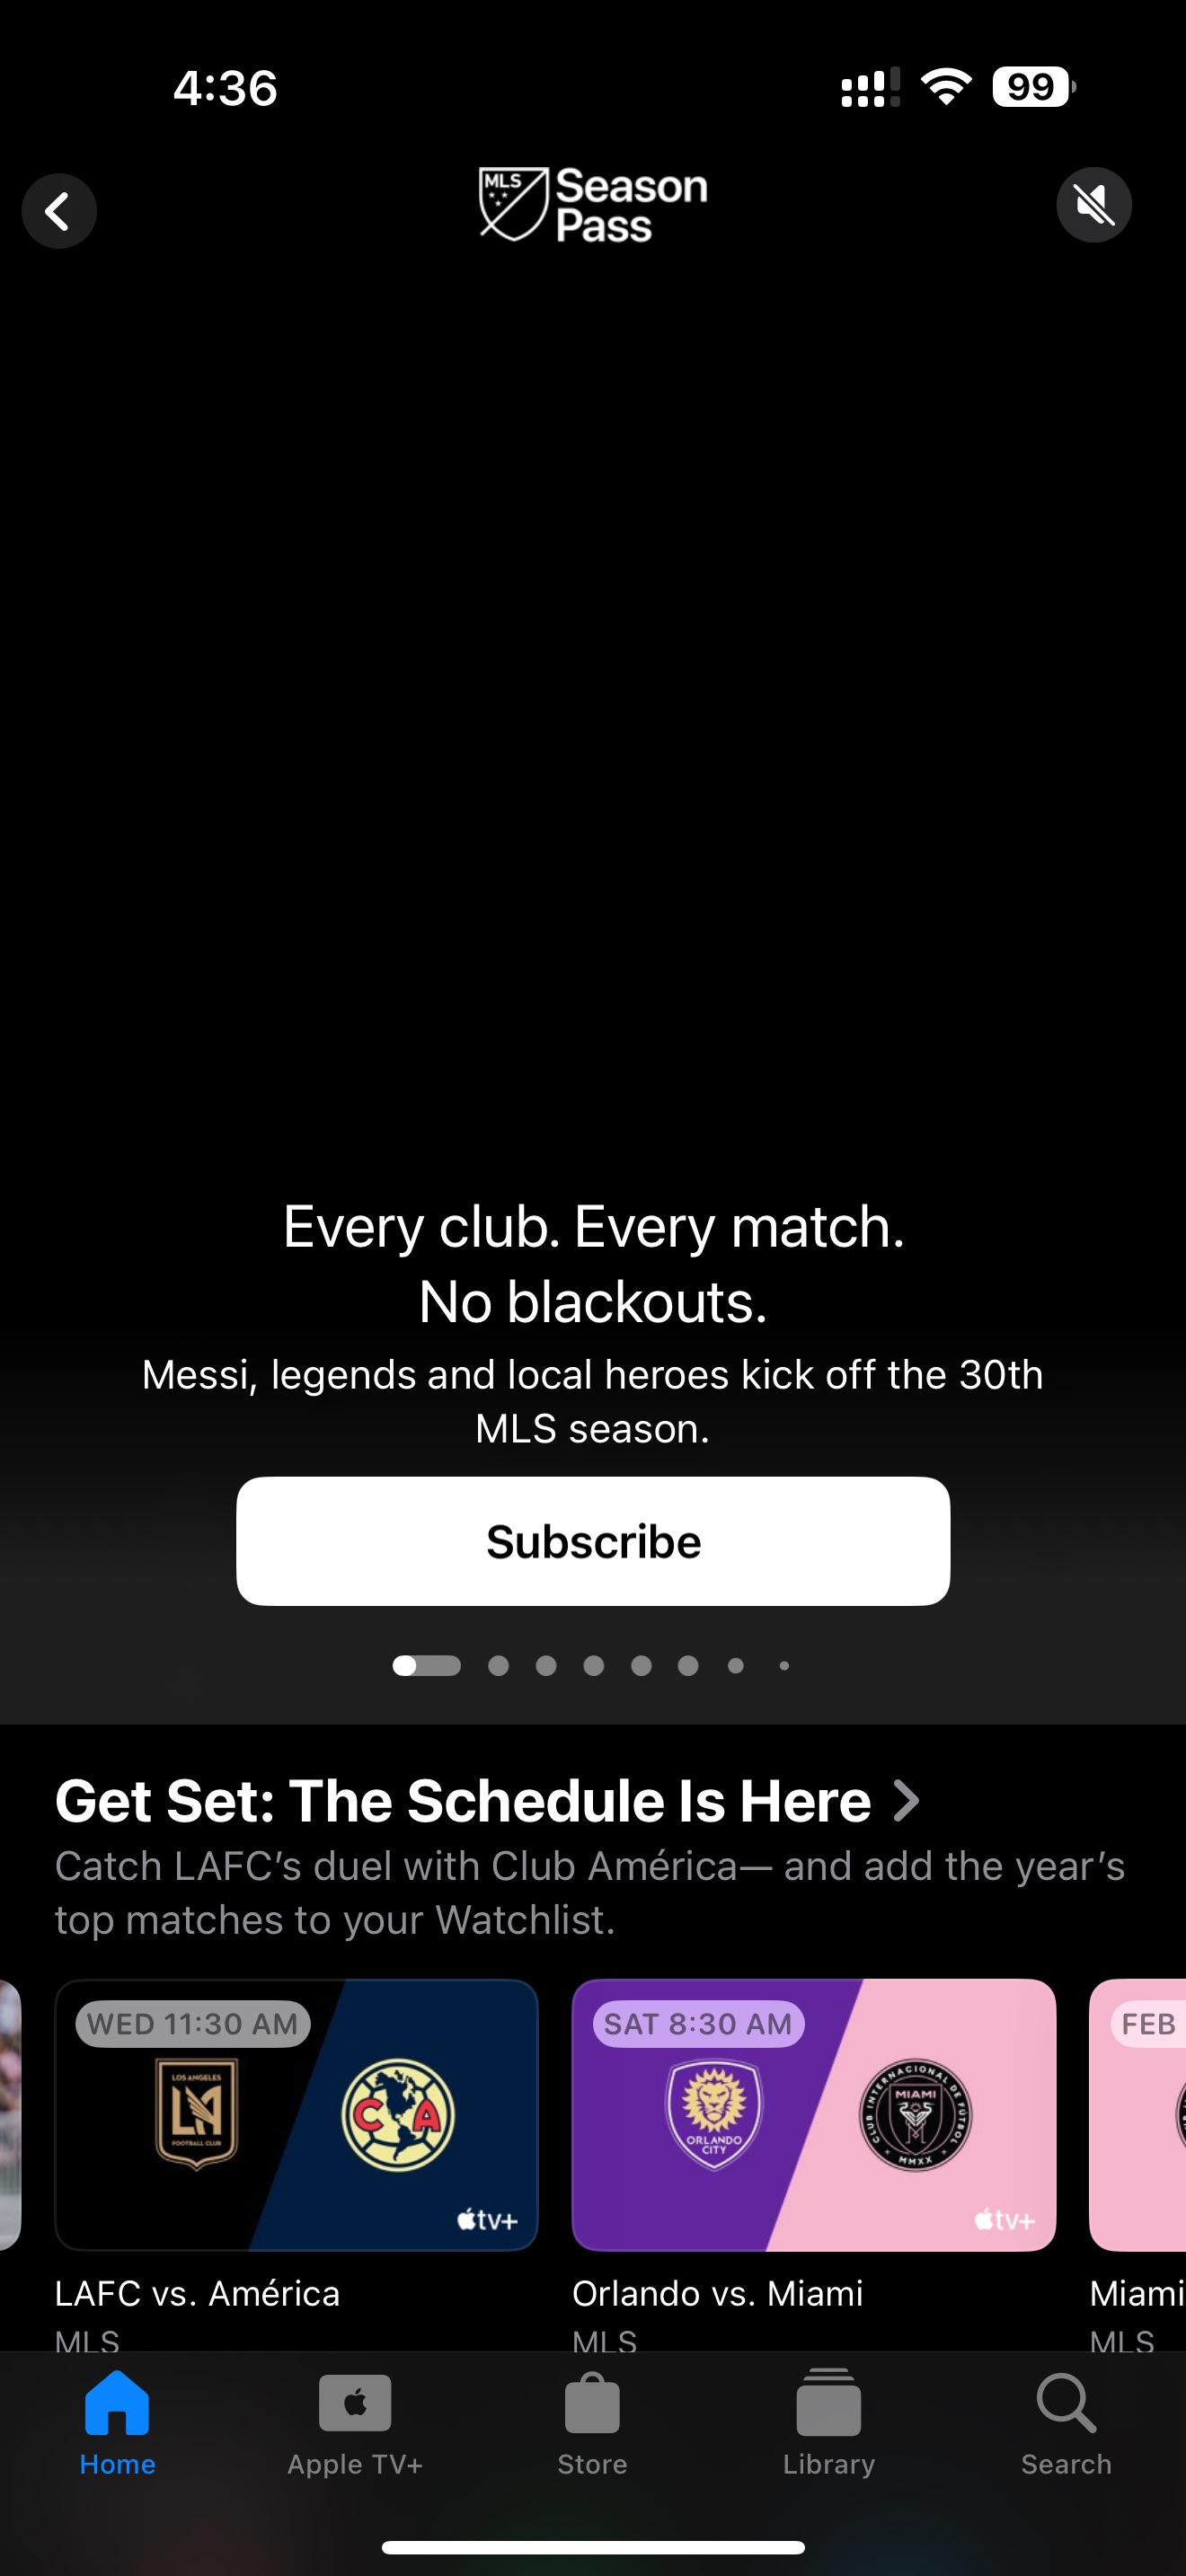 4:36
99
MLS
Season
Pass
Every club. Every match.
No blackouts.
Messi, legends and local heroes kick off the 30th
MLS season.
Subscribe
Get Set: The Schedule Is Here
Catch LAFC’s duel with Club América— and add the year’s
top matches to your Watchlist.
WED 11:30 AM
LOS ANGELES
LA
FOOTBALL CLUB
C A
tv+
SAT 8:30 AM
ORLANDO
CITY
CLUB INTERNACIONAL DE FÚTBOL
MIAMI
MMXX
tv+
FEB
LAFC vs. América
MLS
Orlando vs. Miami
MLS
Miami
MLS
Home
Apple TV+
Store
Library
Search